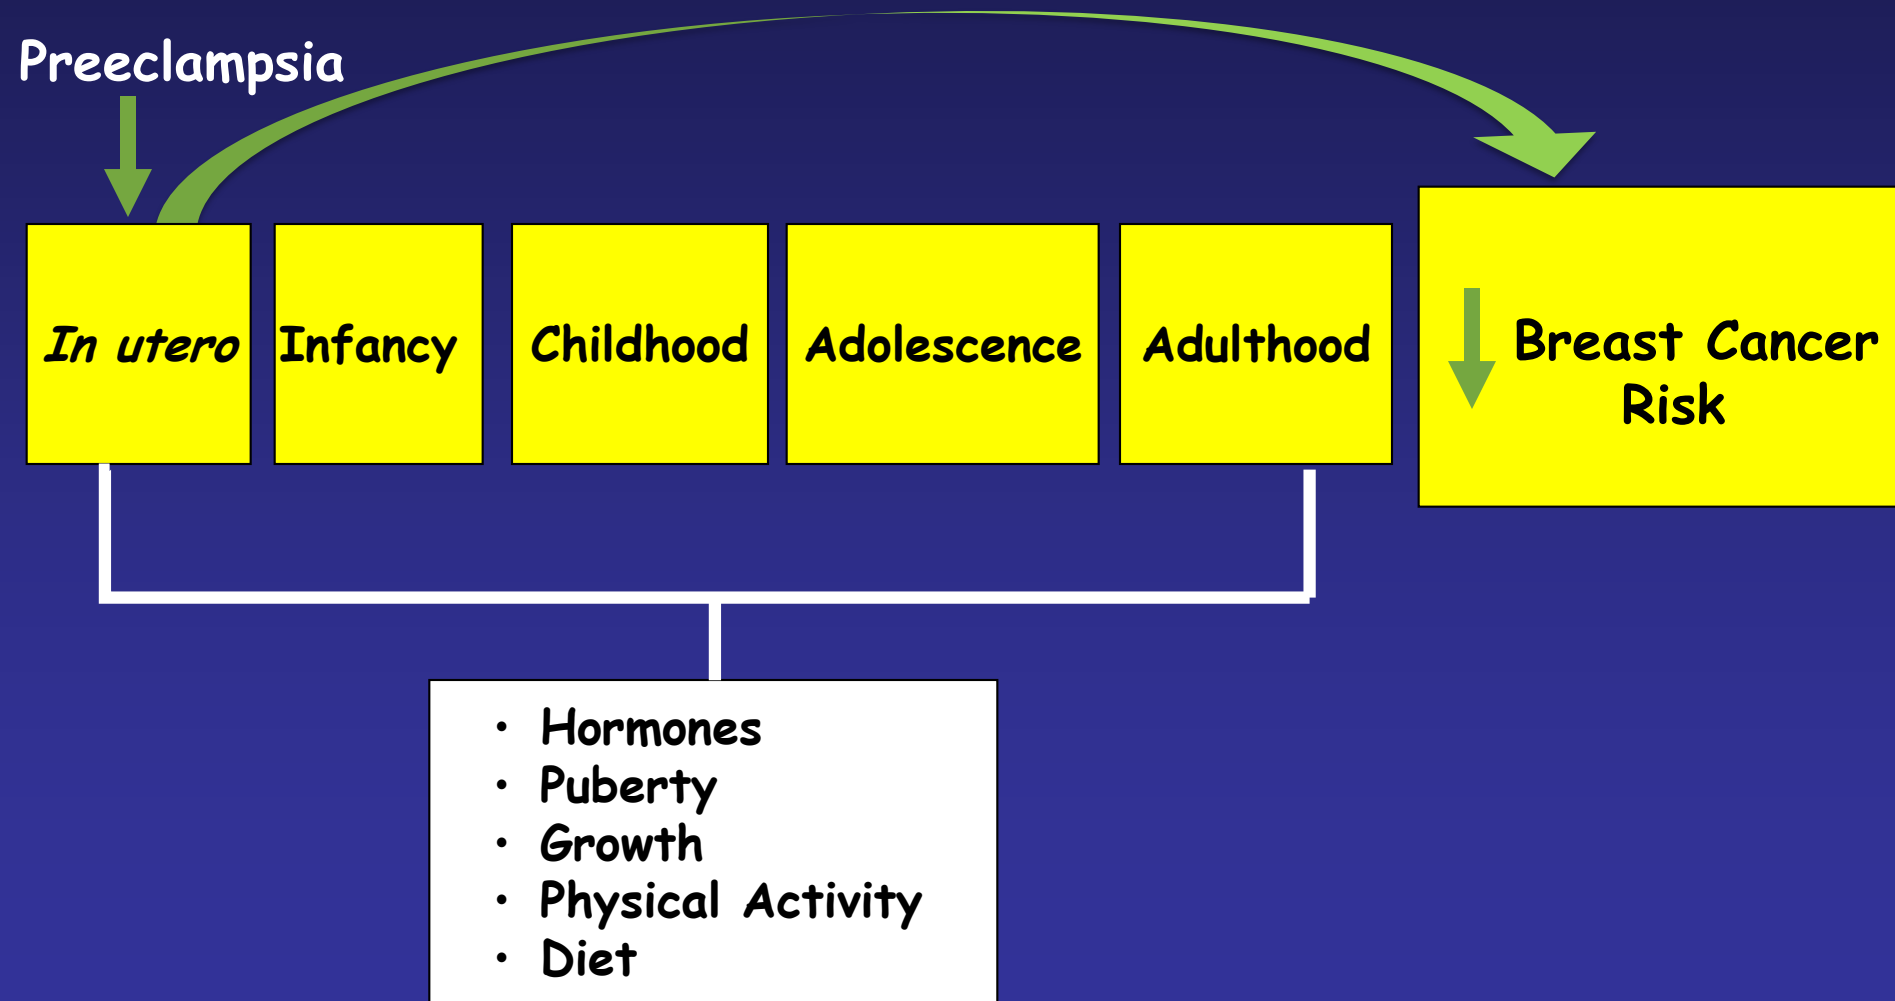 Preeclampsia
In utero
Infancy
Childhood
Adolescence
Adulthood
Breast Cancer
Risk
• Hormones
• Puberty
• Growth
• Physical Activity
• Diet